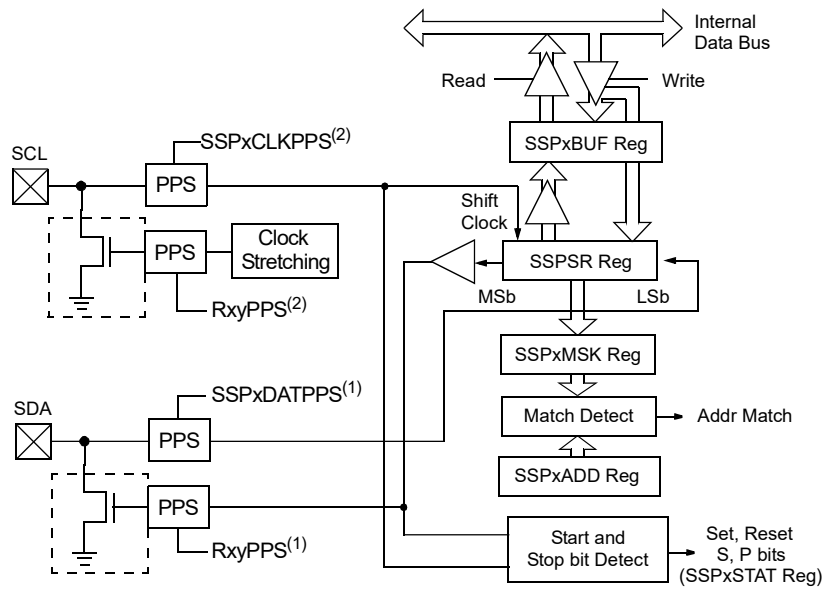 Internal
Data Bus
Read
Write
SSPxCLKPPS(2)
SSPxBUF Reg
SCL
PPS
Shift
Clock
PPS
Clock
Stretching
SSPSR Reg
MSb
LSb
RxyPPS(2)
SSPxMSK Reg
SSPxDATPPS(1)
SDA
Match Detect
Addr Match
PPS
SSPxADD Reg
PPS
Start and
Stop bit Detect
Set, Reset
S, P bits
(SSPxSTAT Reg)
RxyPPS(1)